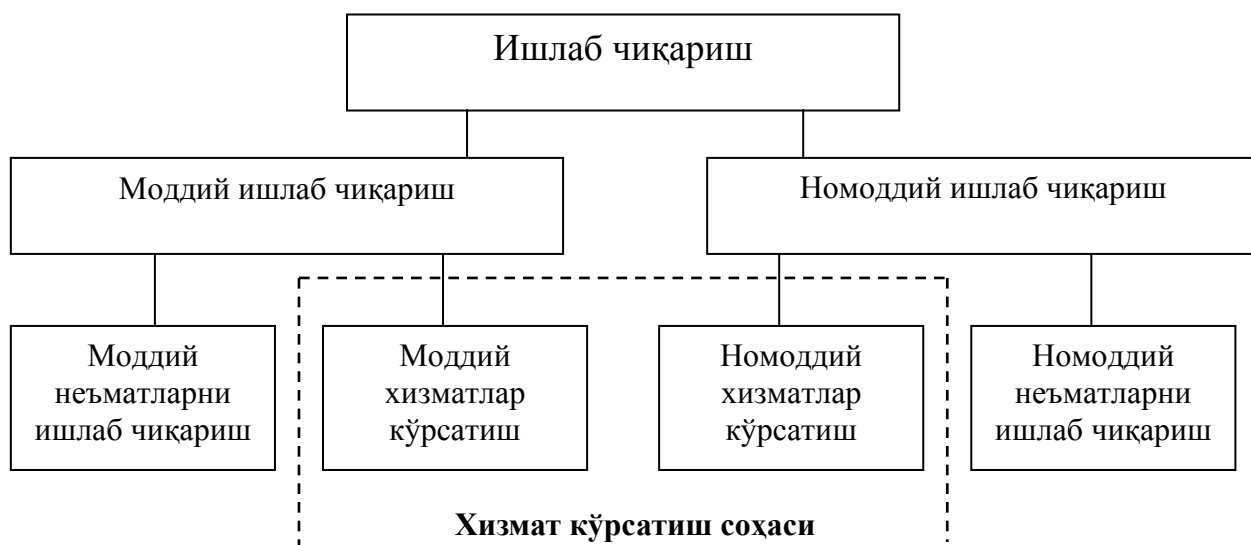 Ишлаб чиқариш
Моддий ишлаб чиқариш
Номоддий ишлаб чиқариш
Моддий
неъматларни
ишлаб чиқариш
Моддий
хизматлар
кўрсатиш
Номоддий
хизматлар
кўрсатиш
Номоддий
неъматларни
ишлаб чиқариш
Хизмат кўрсатиш соҳаси